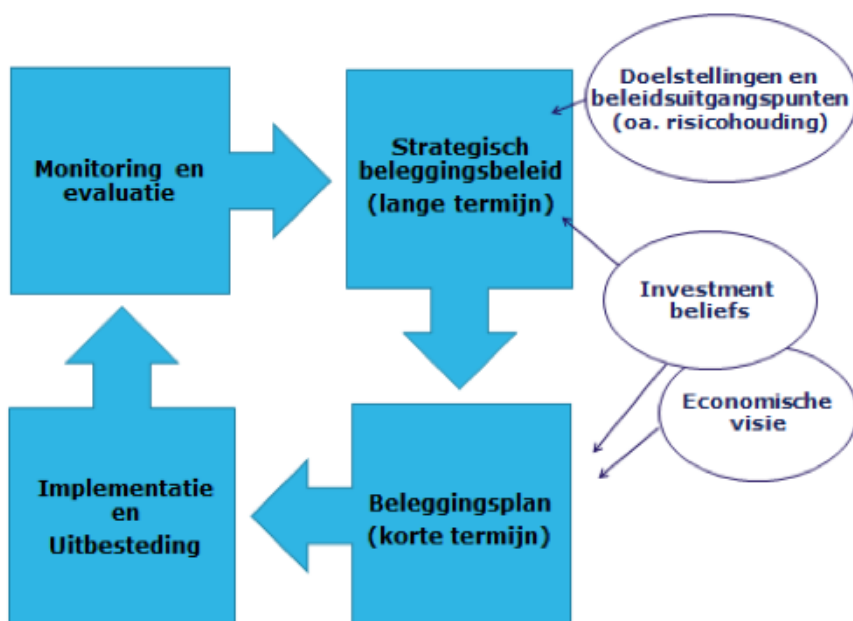 Monitoring en
evaluatie
Strategisch
beleggingsbeleid
(lange termijn)
Doelstellingen en
beleidsuitgangspunten
(oa. risicohouding)
Investment
beliefs
Economische
visie
Beleggingsplan
(korte termijn)
Implementatie
en
Uitbesteding